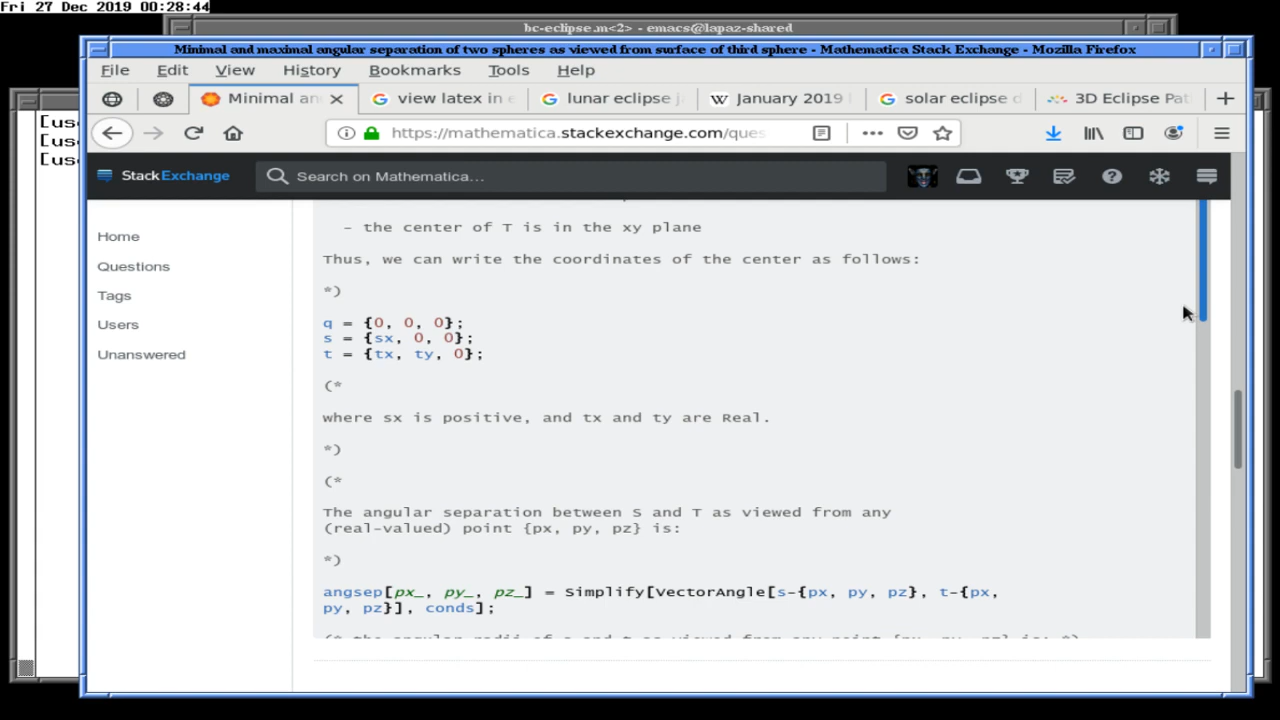 Fri 27 Dec 2019 00:28:44
bc-eclipse.m<2> - emacs@lapaz-shared
Minimal and maximal angular separation of two spheres as viewed from surface of third sphere - Mathematica Stack Exchange - Mozilla Firefox
File Edit View History Bookmarks Tools Help
Minimal an view latex in lunar eclipse January 2019 solar eclipse 3D Eclipse
https://mathematica.stackexchange.com/ques
[us
[us
[us
StackExchange
Search on Mathematica…
Home
Questions
Tags
Users
Unanswered
- the center of T is in the xy plane
Thus, we can write the coordinates of the center as follows:
*)
q = {0, 0, 0};
s = {sx, 0, 0};
t = {tx, ty, 0};
(*
where sx is positive, and tx and ty are Real.
*)
(*
The angular separation between S and T as viewed from any
(real-valued) point {px, py, pz} is:
*)
angsep[px_, py_, pz_] = Simplify[VectorAngle[s-{px, py, pz}, t-{px,
py, pz}], conds];